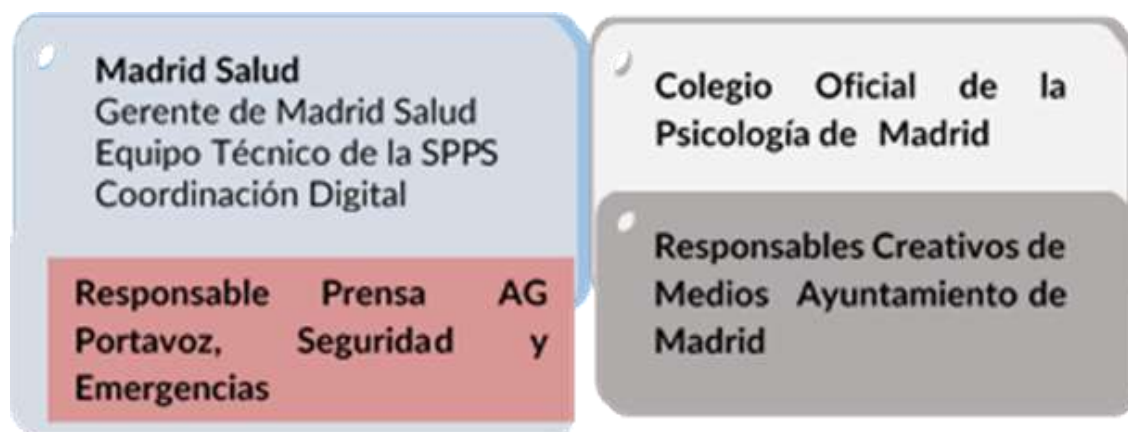 Madrid Salud
Gerente de Madrid Salud
Equipo Técnico de la SPPS
Coordinación Digital
Responsable Prensa AG
Portavoz, Seguridad y
Emergencias
Colegio Oficial de la
Psicología de Madrid
Responsables Creativos de
Medios Ayuntamiento de
Madrid